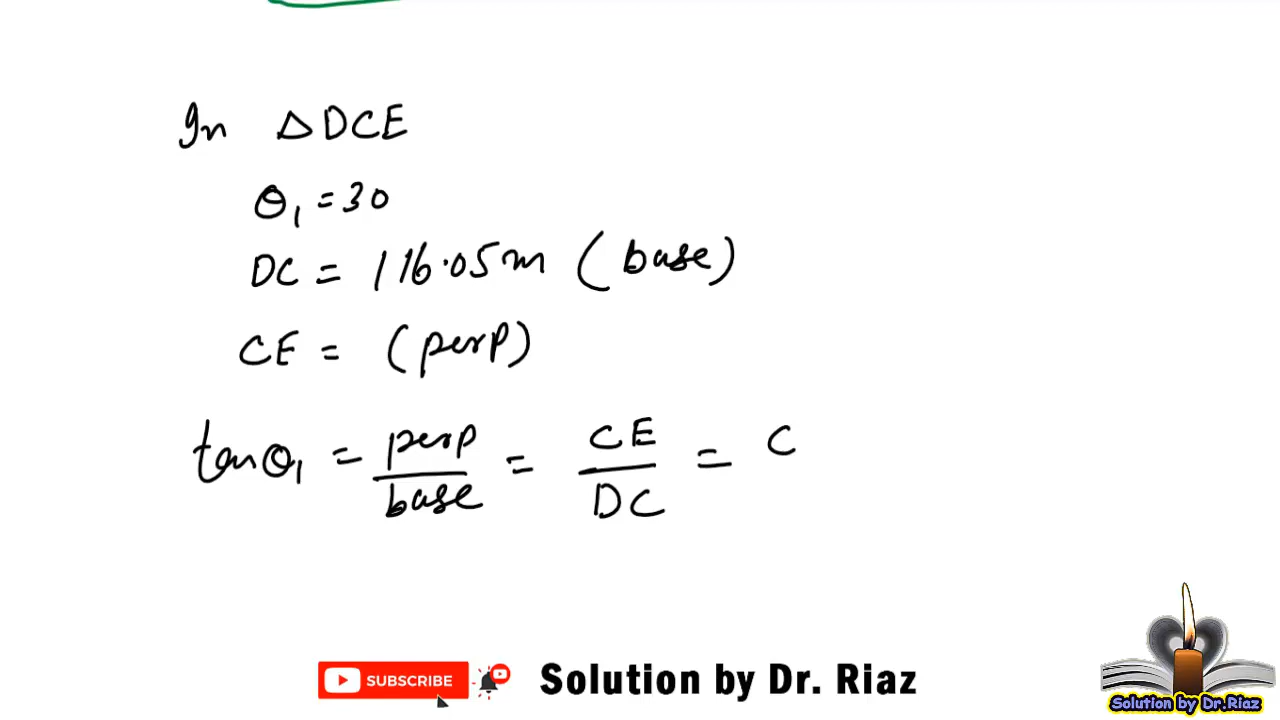 In △DCE
θ₁ = 30
DC = 116.05m (base)
CE = (perp)
tanθ₁ = perp/base = CE/DC = C
SUBSCRIBE
Solution by Dr. Riaz
Solution by Dr.Riaz